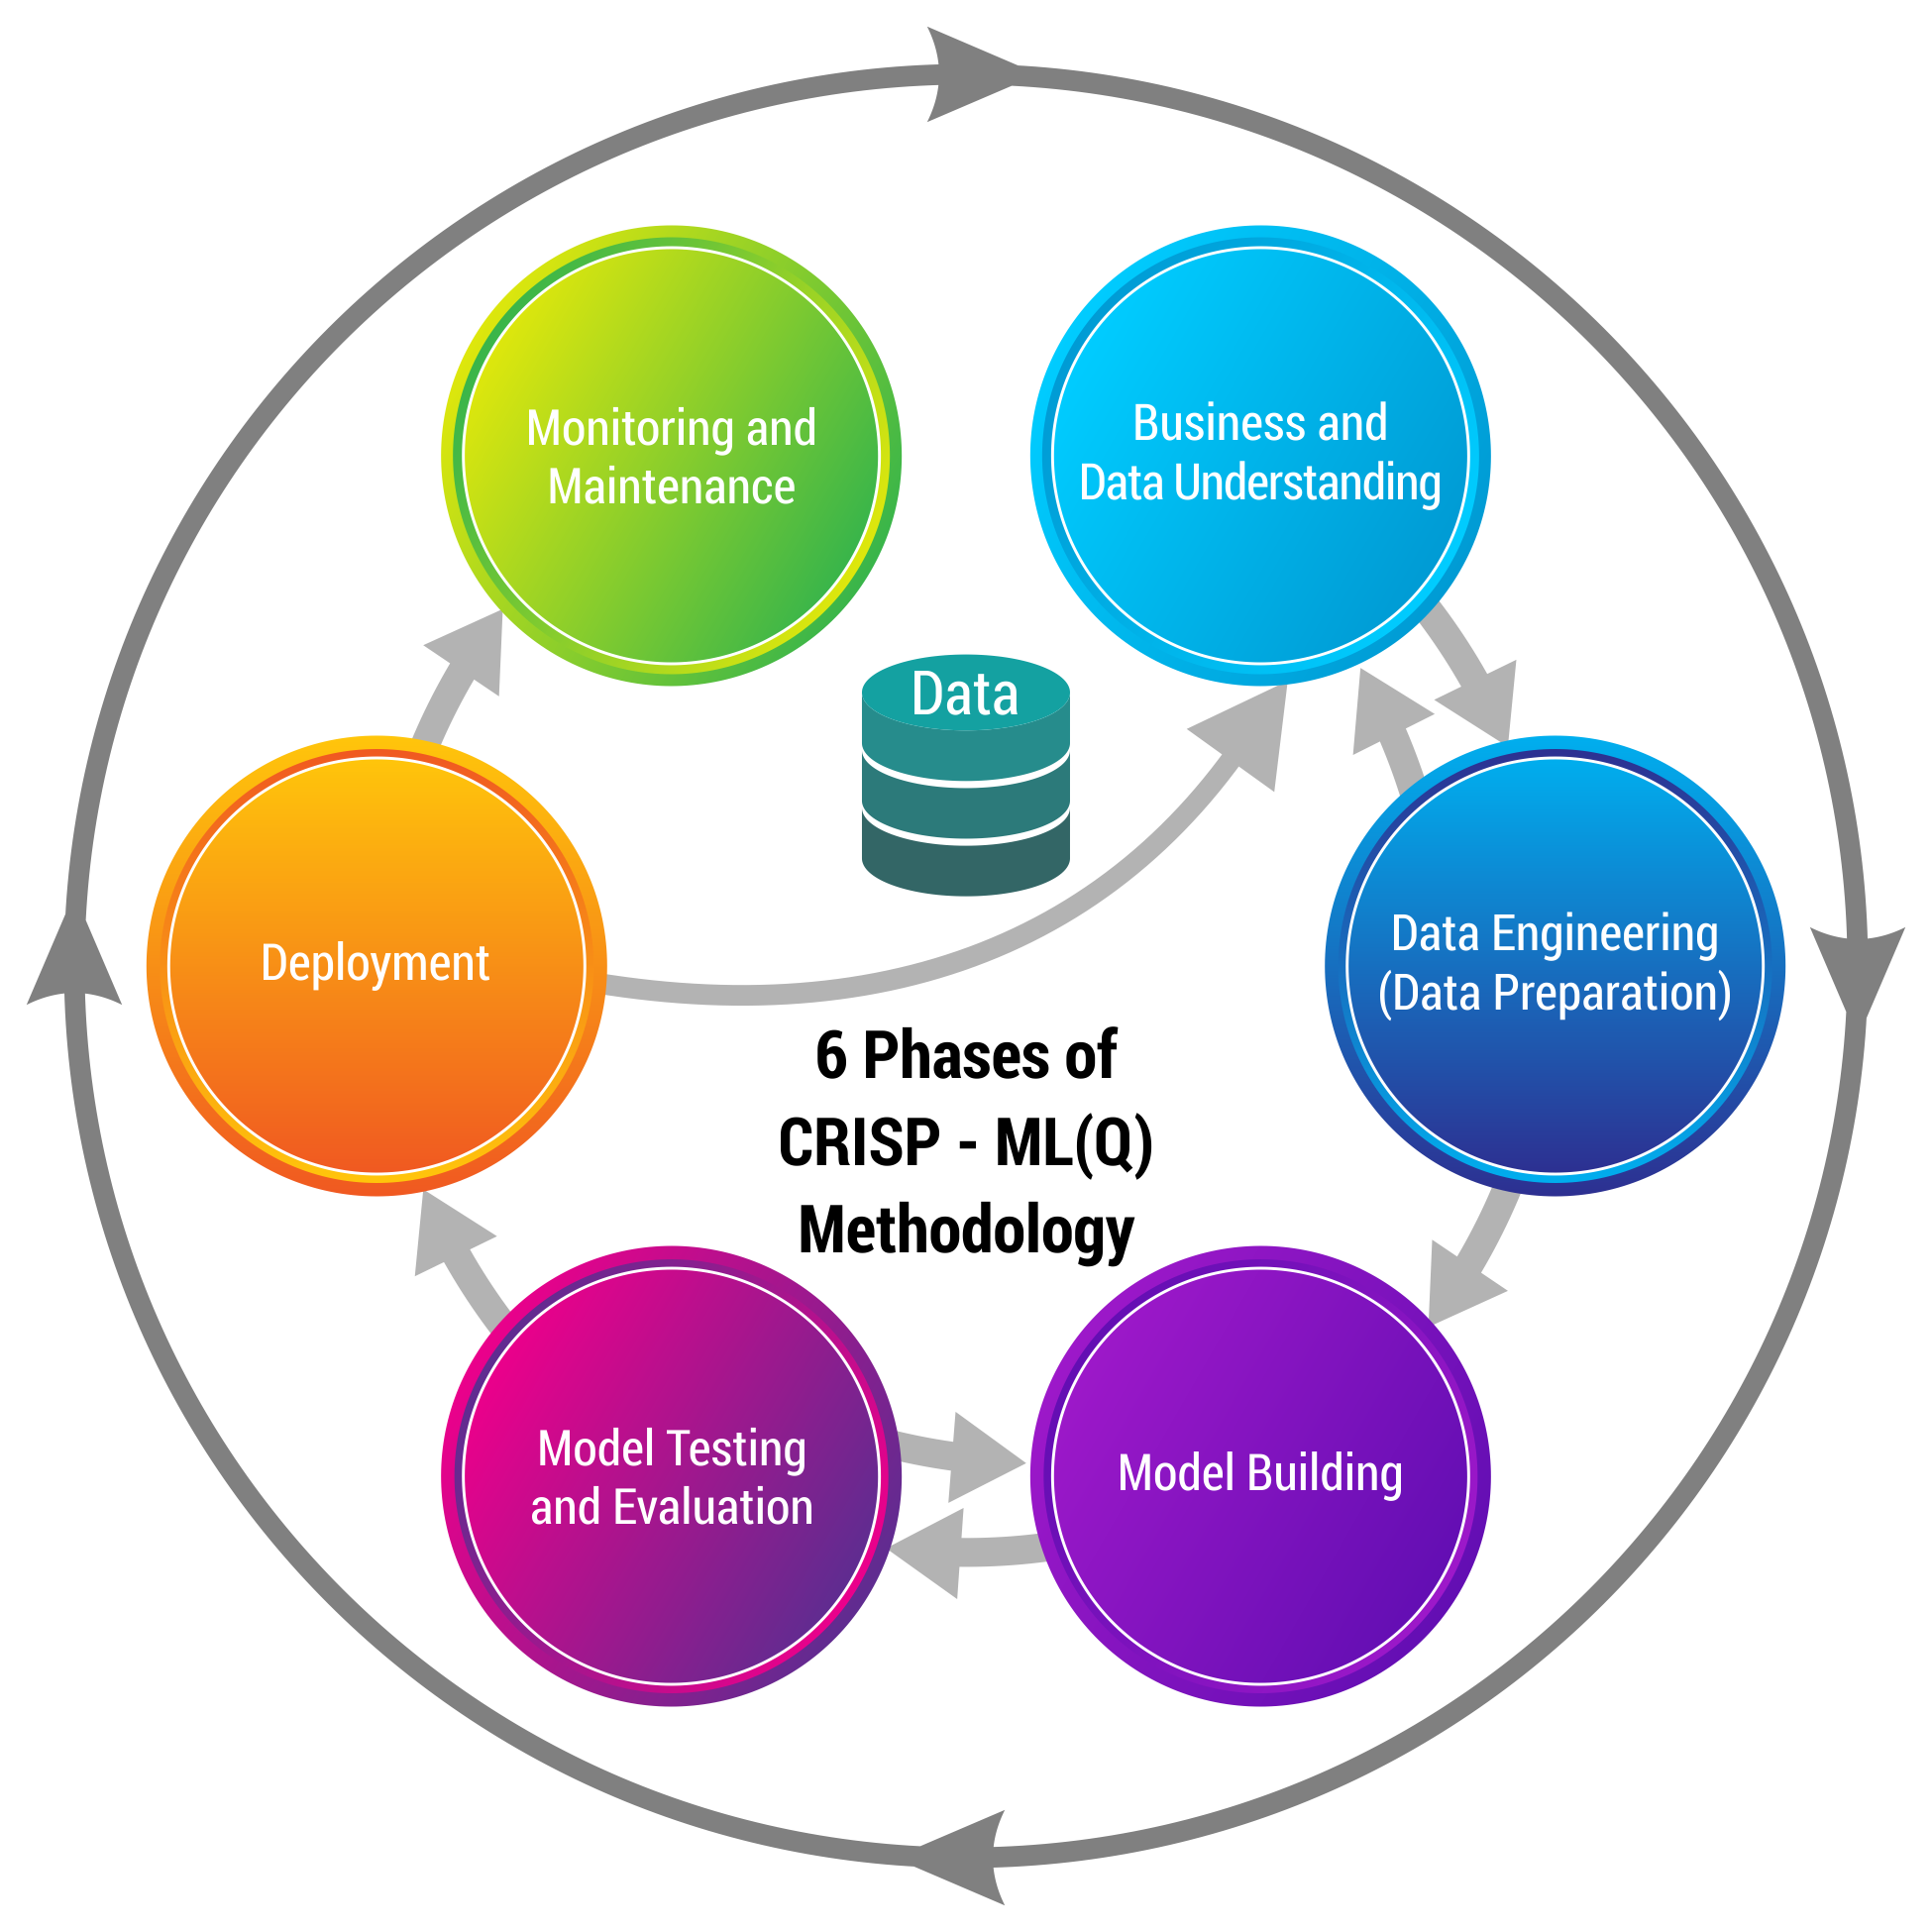 Monitoring and
Maintenance
Business and
Data Understanding
Data
Deployment
Data Engineering
(Data Preparation)
6 Phases of
CRISP - ML(Q)
Methodology
Model Testing
and Evaluation
Model Building